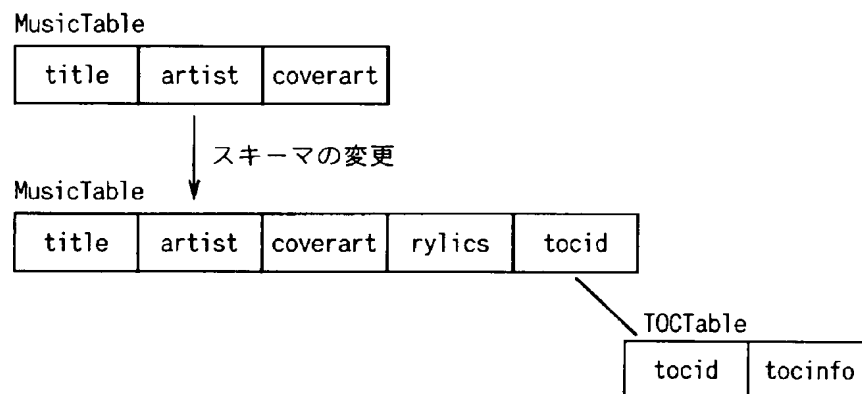 MusicTable
title artist coverart
スキーマの変更
MusicTable
title artist coverart rylics tocid
TOCTable
tocid tocinfo